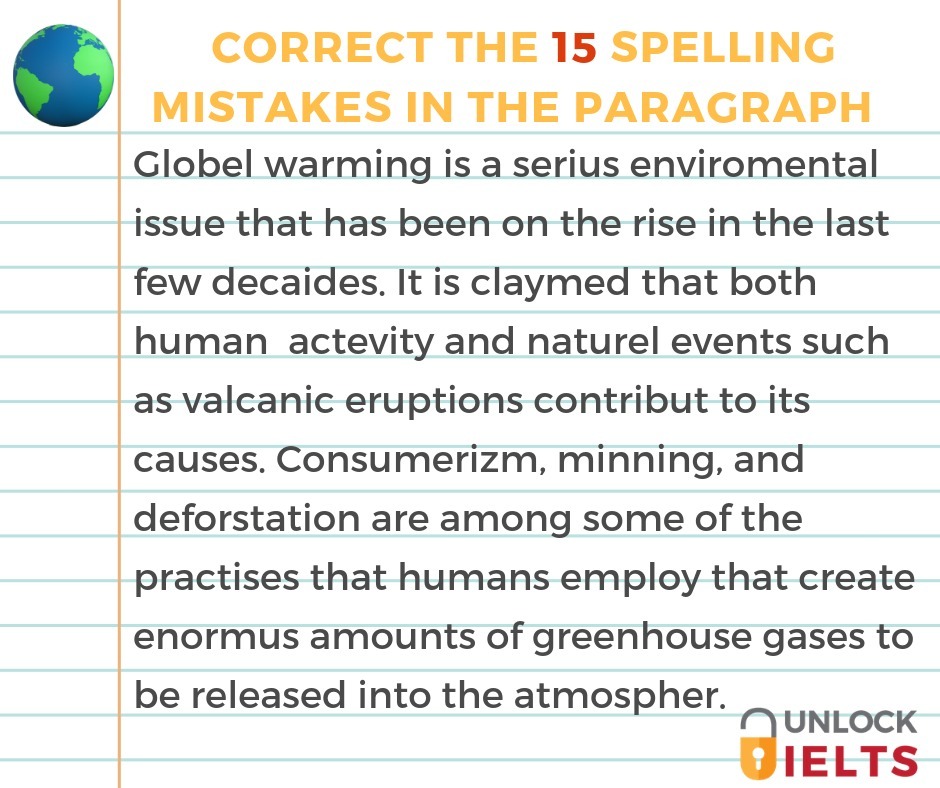 CORRECT THE 15 SPELLING
MISTAKES IN THE PARAGRAPH
Globel warming is a serius enviromental
issue that has been on the rise in the last
few decaides. It is claymed that both
human  actevity and naturel events such
as valcanic eruptions contribut to its
causes. Consumerizm, minning, and
deforstation are among some of the
practises that humans employ that create
enormus amounts of greenhouse gases to
be released into the atmospher.
UNLOCK
IELTS